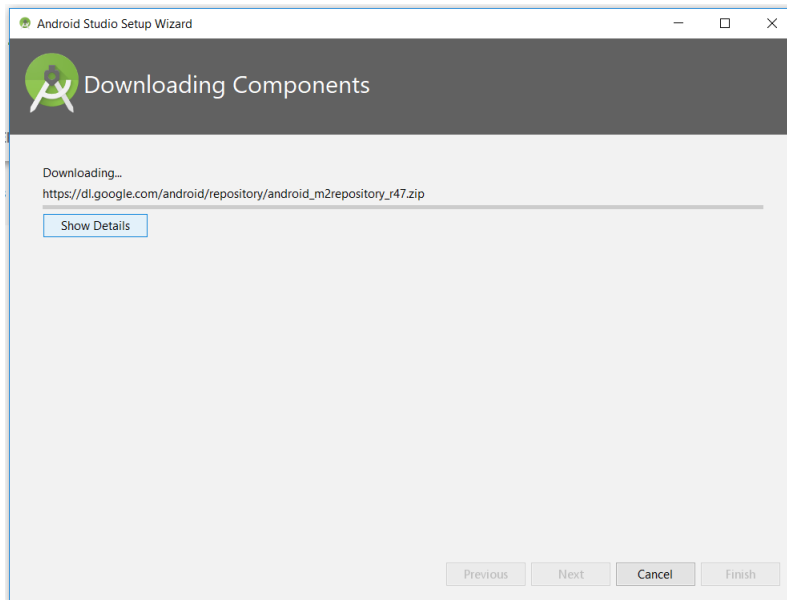 Android Studio Setup Wizard
Downloading Components
Downloading...
https://dl.google.com/android/repository/android_m2repository_r47.zip
Show Details
Previous Next Cancel Finish